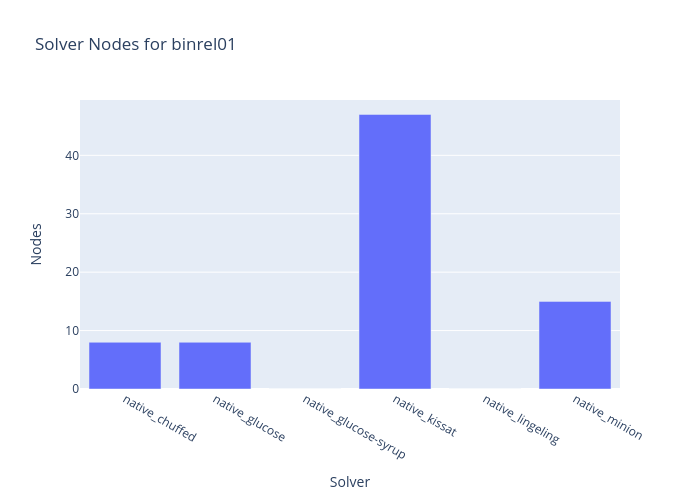 Solver Nodes for binrel01
Nodes
40
30
20
10
0
native_chuffed
native_glucose
native_glucose-syrup
native_kissat
native_lingeling
native_minion
Solver